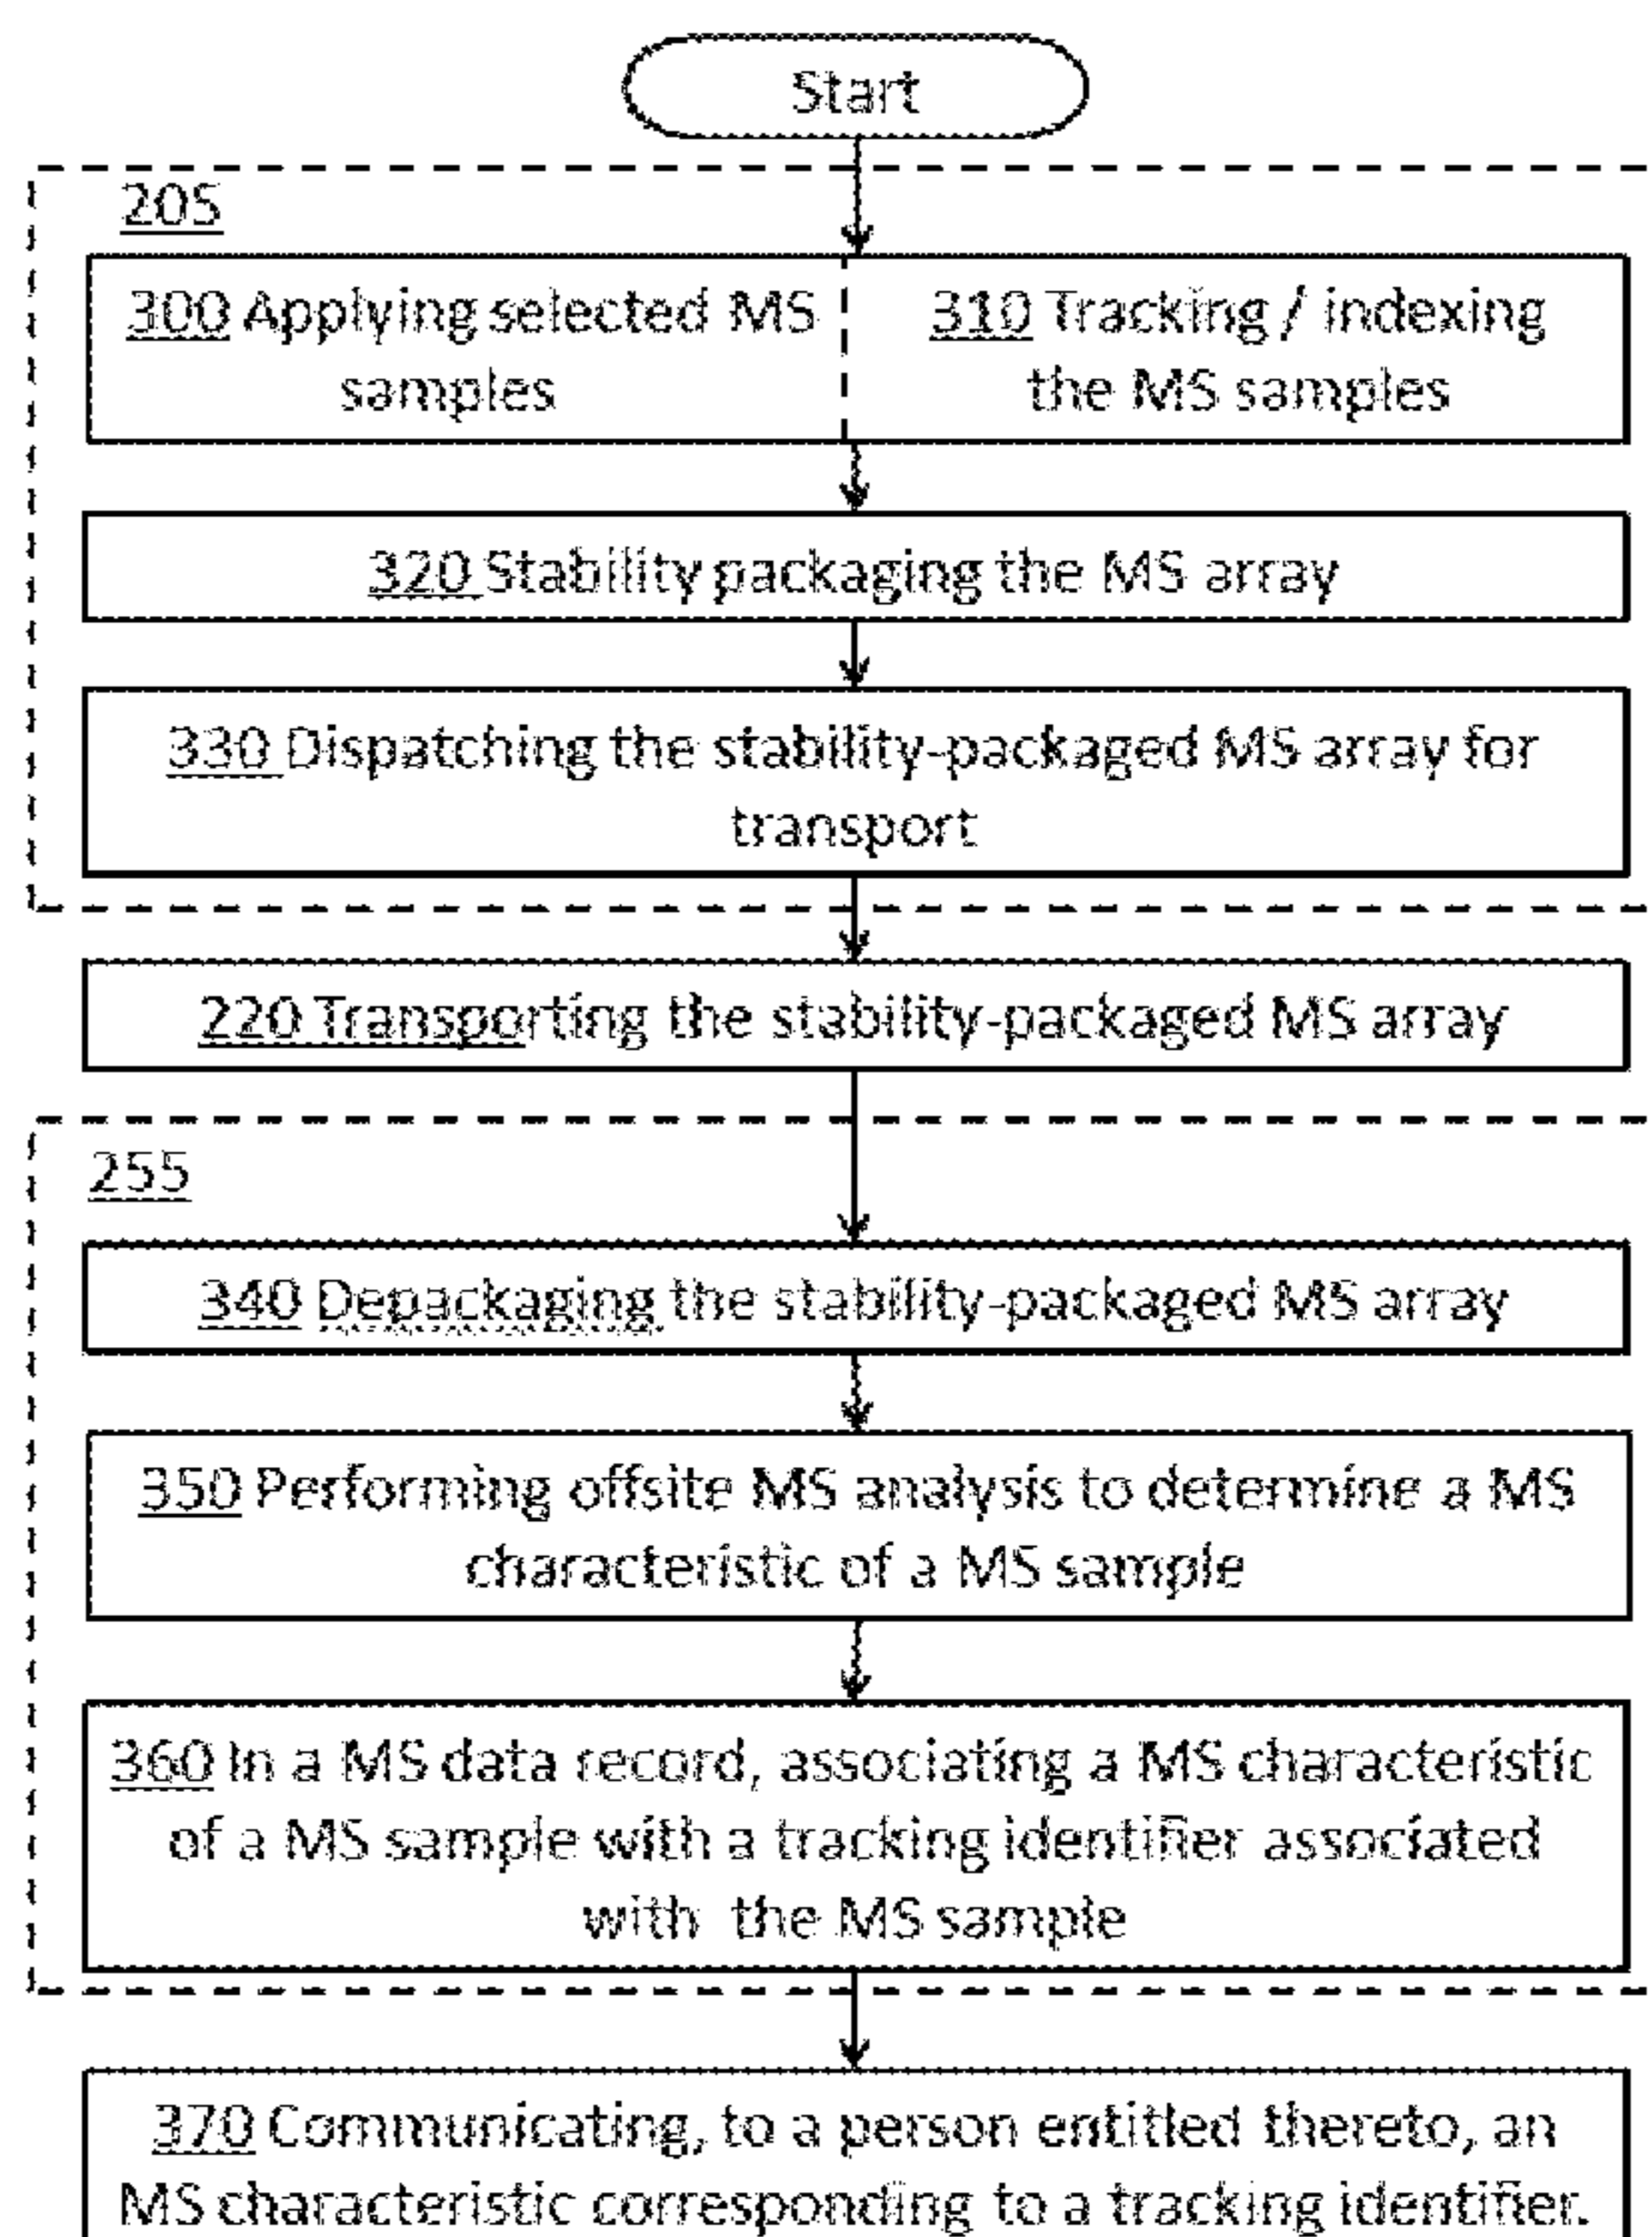 Start
205
300 Applying selected MS
samples
310 Tracking / indexing
the MS samples
320 Stability packaging the MS array
330 Dispatching the stability-packaged MS array for
transport
220 Transporting the stability-packaged MS array
255
340 Depackaging the stability-packaged MS array
350 Performing offsite MS analysis to determine a MS
characteristic of a MS sample
360 In a MS data record, associating a MS characteristic
of a MS sample with a tracking identifier associated
with the MS sample
370 Communicating, to a person entitled thereto, an
MS characteristic corresponding to a tracking identifier.